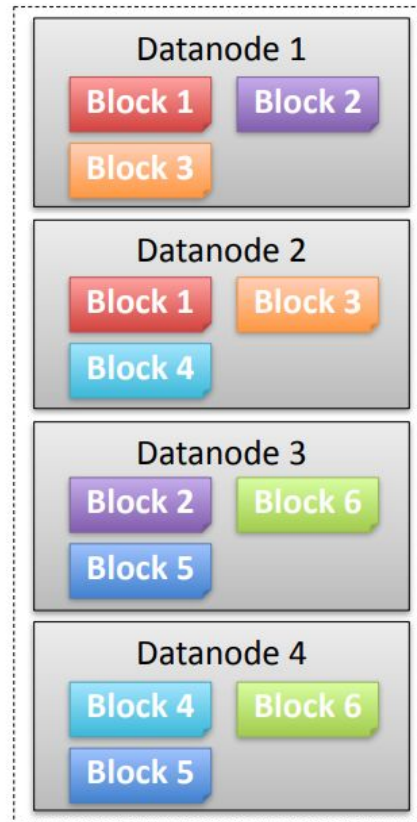 Datanode 1
Block 1 Block 2
Block 3
Datanode 2
Block 1 Block 3
Block 4
Datanode 3
Block 2 Block 6
Block 5
Datanode 4
Block 4 Block 6
Block 5